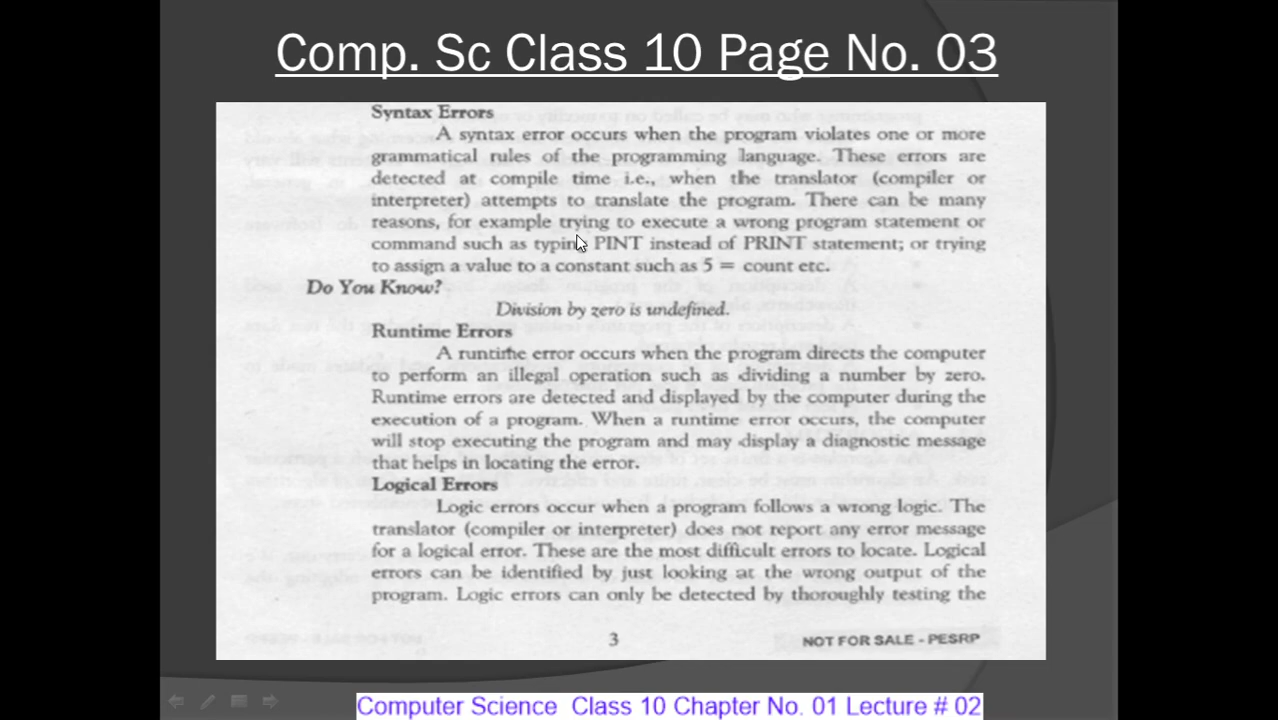 Comp. Sc Class 10 Page No. 03
Syntax Errors
A syntax error occurs when the program violates one or more
grammatical rules of the programming language. These errors are
detected at compile time i.e., when the translator (compiler or
interpreter) attempts to translate the program. There can be many
reasons, for example trying to execute a wrong program statement or
command such as typing PINT instead of PRINT statement; or trying
to assign a value to a constant such as 5 = count etc.
Do You Know?
Division by zero is undefined.
Runtime Errors
A runtime error occurs when the program directs the computer
to perform an illegal operation such as dividing a number by zero.
Runtime errors are detected and displayed by the computer during the
execution of a program. When a runtime error occurs, the computer
will stop executing the program and may display a diagnostic message
that helps in locating the error.
Logical Errors
Logic errors occur when a program follows a wrong logic. The
translator (compiler or interpreter) does not report any error message
for a logical error. These are the most difficult errors to locate. Logical
errors can be identified by just looking at the wrong output of the
program. Logic errors can only be detected by thoroughly testing the
3 NOT FOR SALE - PESRP
Computer Science Class 10 Chapter No. 01 Lecture # 02